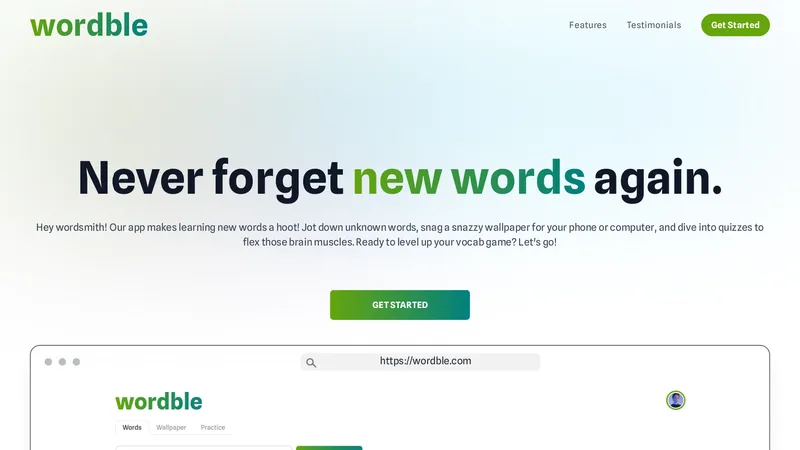 wordble
Features
Testimonials
Get Started
Never forget new words again.
Hey wordsmith! Our app makes learning new words a hoot! Jot down unknown words, snag a snazzy wallpaper for your phone or computer, and dive into quizzes to
flex those brain muscles. Ready to level up your vocab game? Let's go!
GET STARTED
https://wordble.com
wordble
Words
Wallpaper
Practice